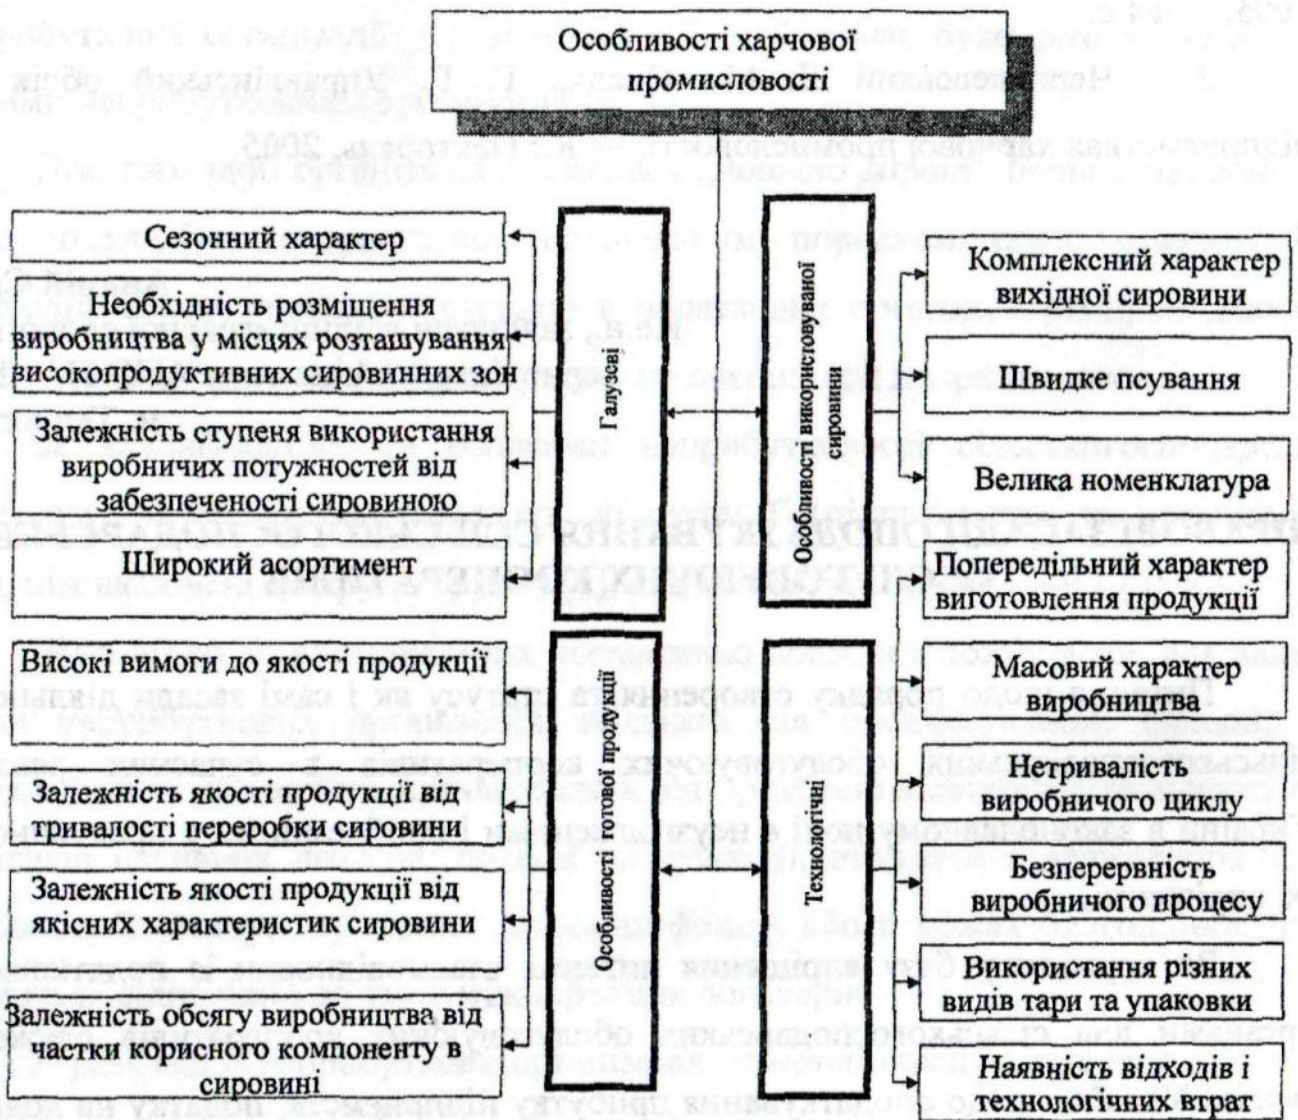 Особливості харчової
промисловості
підприємствах харчової промисловості
2005.
Сезонний характер
Необхідність розміщення
виробництва у місцях розташування
високопродуктивних сировинних зон
Залежність ступеня використання
виробничих потужностей від
забезпеченості сировиною
Широкий асортимент
Галузеві
Високі вимоги до якості продукції
Залежність якості продукції від
тривалості переробки сировини
Залежність якості продукції від
якісних характеристик сировини
Залежність обсягу виробництва від
частки корисного компоненту в
сировині
Особливості готової продукції
Особливості використовуваної
сировини
Комплексний характер
вихідної сировини
Швидке псування
Велика номенклатура
Технологічні
Попередільний характер
виготовлення продукції
Масовий характер
виробництва
Нетривалість
виробничого циклу
Безперервність
виробничого процесу
Використання різних
видів тари та упаковки
Наявність відходів і
технологічних втрат